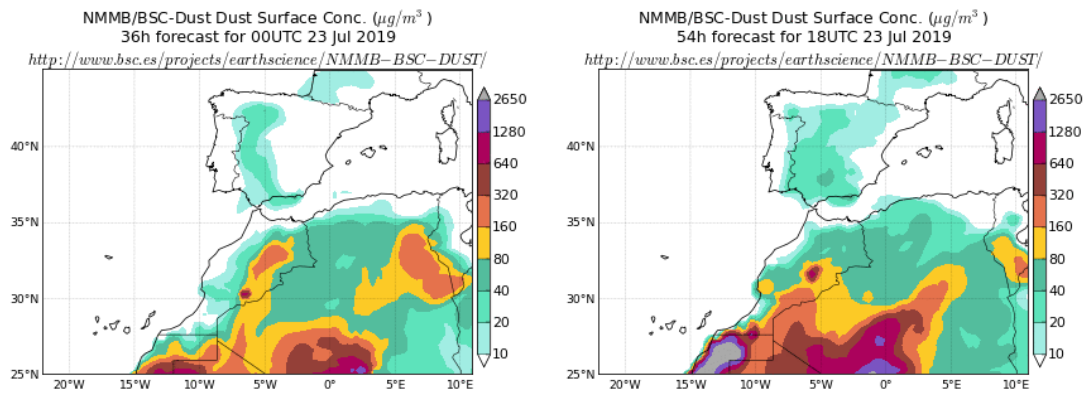 NMMB/BSC-Dust Dust Surface Conc. (μg/m³ )
36h forecast for 00UTC 23 Jul 2019
http://www.bsc.es/projects/earthscience/NMMB−BSC−DUST/
2650
1280
640
320
160
80
40
20
10
40°N
35°N
30°N
25°N
20°W
15°W
10°W
5°W
0°
5°E
10°E
NMMB/BSC-Dust Dust Surface Conc. (μg/m³ )
54h forecast for 18UTC 23 Jul 2019
http://www.bsc.es/projects/earthscience/NMMB−BSC−DUST/
2650
1280
640
320
160
80
40
20
10
40°N
35°N
30°N
25°N
20°W
15°W
10°W
5°W
0°
5°E
10°E